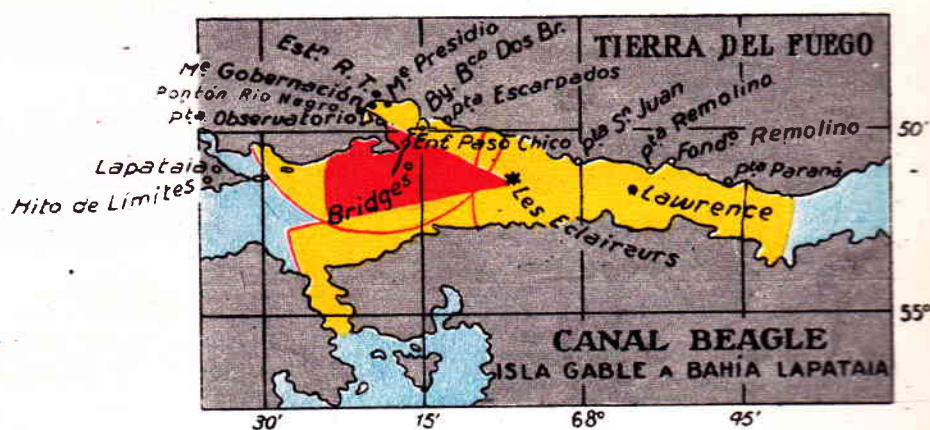 TIERRA DEL FUEGO
Estⁿ R. T.
Mᵉ Presidio
Mᵉ Gobernación
By. Bᶜᵒ Dos Br.
Pontón Rio Negro
Pta Escarpados
Pta. Observatorio
Enf. Paso Chico
Pta Sⁿ Juan
Pta Remolino
Fondº Remolino
50'
Lapataia
Pta Paraná
Hito de Límites
Bridges
Les Eclaireurs
Lawrence
55°
CANAL BEAGLE
ISLA GABLE A BAHÍA LAPATAIA
30' 15' 68° 45'